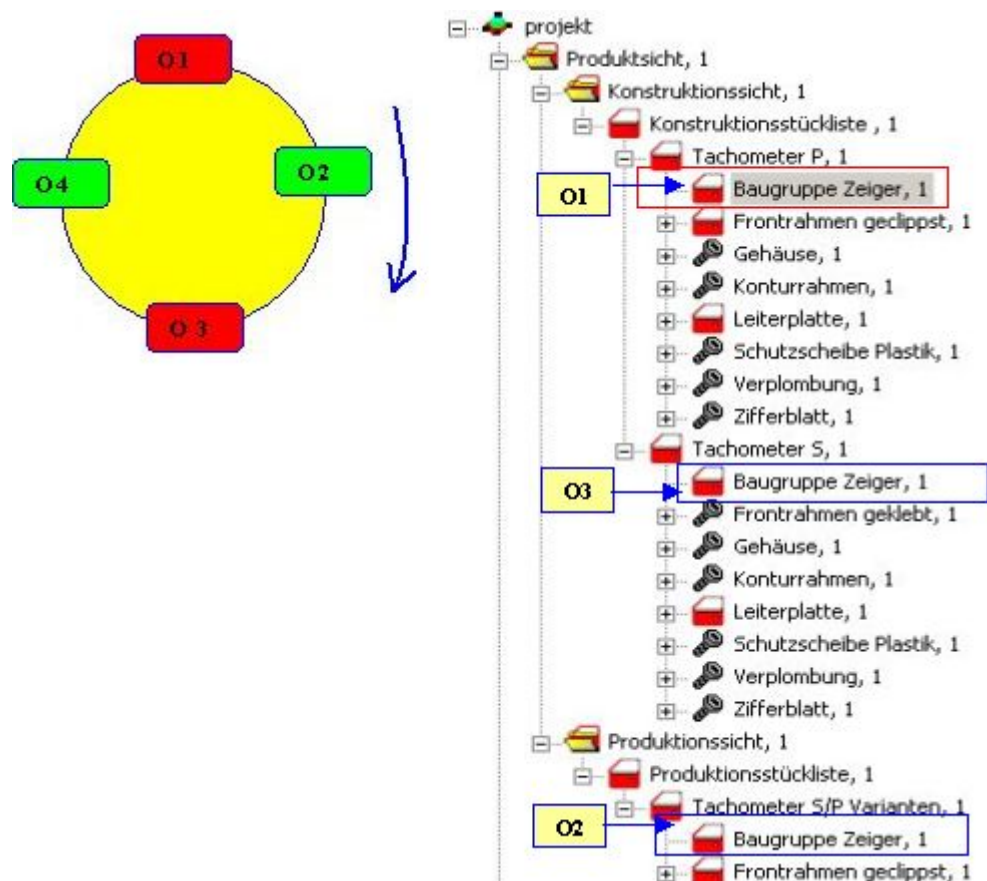 O1
O2
O4
O 3
projekt
Produktsicht, 1
Konstruktionssicht, 1
Konstruktionsstückliste , 1
Tachometer P, 1
O1
Baugruppe Zeiger, 1
Frontrahmen geclippst, 1
Gehäuse, 1
Konturrahmen, 1
Leiterplatte, 1
Schutzscheibe Plastik, 1
Verplombung, 1
Zifferblatt, 1
Tachometer S, 1
O3
Baugruppe Zeiger, 1
Frontrahmen geklebt, 1
Gehäuse, 1
Konturrahmen, 1
Leiterplatte, 1
Schutzscheibe Plastik, 1
Verplombung, 1
Zifferblatt, 1
Produktionssicht, 1
Produktionsstückliste, 1
Tachometer S/P Varianten, 1
O2
Baugruppe Zeiger, 1
Frontrahmen geclippst, 1